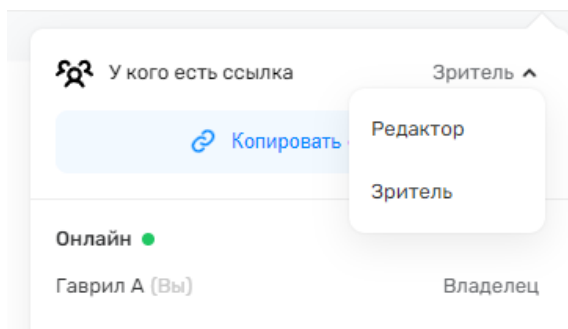 У кого есть ссылка Зритель
Копировать
Редактор
Зритель
Онлайн
Гаврил А (Вы) Владелец